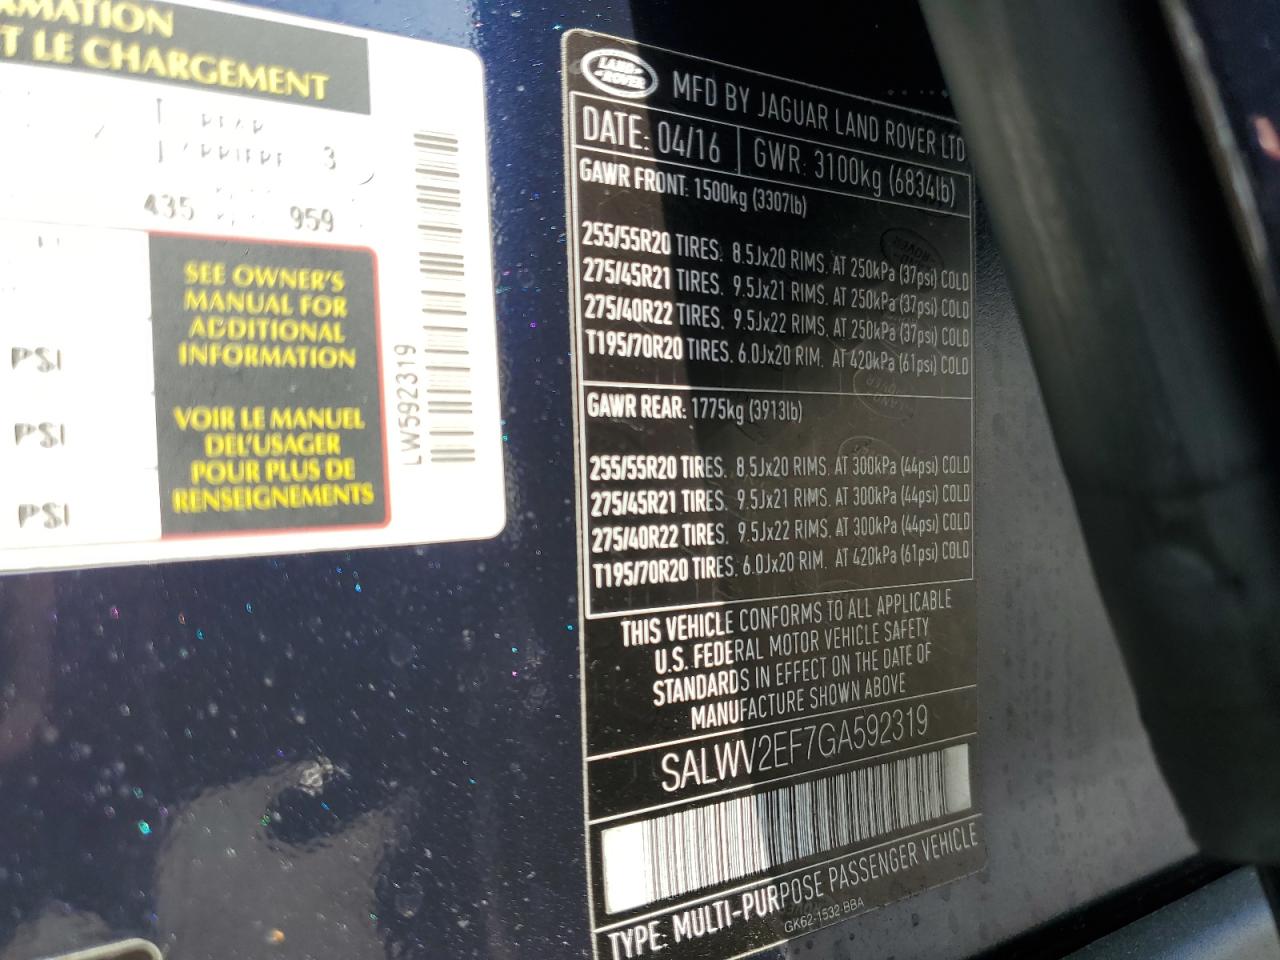 MATION
T LE CHARGEMENT
REAR
ARRIERE 3
435 959
SEE OWNER'S
MANUAL FOR
ADDITIONAL
INFORMATION
VOIR LE MANUEL
DEL'USAGER
POUR PLUS DE
RENSEIGNEMENTS
PSI
PSI
PSI
LW592319
LAND
ROVER
MFD BY JAGUAR LAND ROVER LTD
DATE: 04/16 GWR: 3100kg (6834lb)
GAWR FRONT: 1500kg (3307lb)
255/55R20 TIRES. 8.5Jx20 RIMS. AT 250kPa (37psi) COLD
275/45R21 TIRES. 9.5Jx21 RIMS. AT 250kPa (37psi) COLD
275/40R22 TIRES. 9.5Jx22 RIMS. AT 250kPa (37psi) COLD
T195/70R20 TIRES. 6.0Jx20 RIM. AT 420kPa (61psi) COLD
GAWR REAR: 1775kg (3913lb)
255/55R20 TIRES. 8.5Jx20 RIMS. AT 300kPa (44psi) COLD
275/45R21 TIRES. 9.5Jx21 RIMS. AT 300kPa (44psi) COLD
275/40R22 TIRES. 9.5Jx22 RIMS. AT 300kPa (44psi) COLD
T195/70R20 TIRES. 6.0Jx20 RIM. AT 420kPa (61psi) COLD
THIS VEHICLE CONFORMS TO ALL APPLICABLE
U.S. FEDERAL MOTOR VEHICLE SAFETY
STANDARDS IN EFFECT ON THE DATE OF
MANUFACTURE SHOWN ABOVE
SALWV2EF7GA592319
TYPE: MULTI-PURPOSE PASSENGER VEHICLE
GK62-1532-BBA